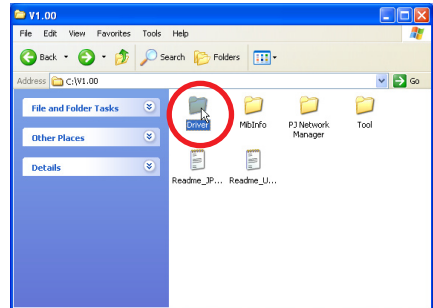 V1.00
File Edit View Favorites Tools Help
Back Search Folders
Address C:\V1.00 Go
File and Folder Tasks
Other Places
Details
Driver MibInfo PJ Network Manager Tool
Readme_JP... Readme_U...